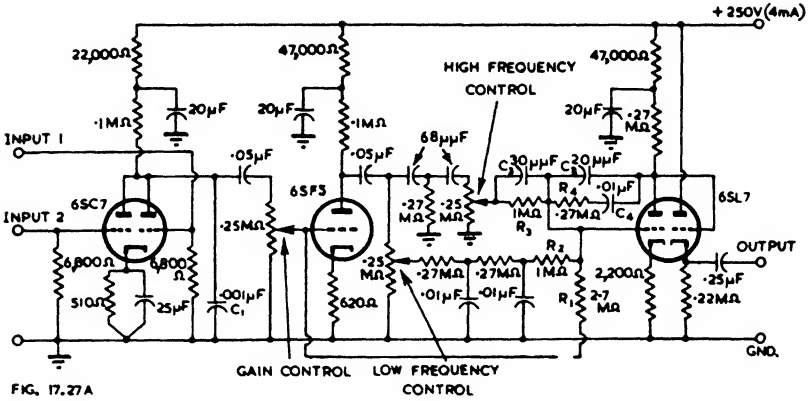 + 250V (4mA)
22,000Ω
47,000Ω
47,000Ω
HIGH FREQUENCY
CONTROL
20μF
20μF
20μF
·1MΩ
·1MΩ
·27
MΩ
68μμF
INPUT 1
·05μF
·05μF
C₂
30μμF
C₃
20μμF
6SC7
6SF5
R₄
·01μF
6SL7
·27
MΩ
·25
MΩ
·27MΩ
C₄
INPUT 2
·25MΩ
1MΩ
R₃
OUTPUT
6,800Ω
6,800Ω
·25
MΩ
R₂
·27MΩ
·27MΩ
1MΩ
2,200Ω
·25μF
510Ω
25μF
·001μF
C₁
620Ω
·01μF
·01μF
R₁
2·7
MΩ
·22MΩ
GND.
GAIN CONTROL
LOW FREQUENCY
CONTROL
FIG. 17.27A